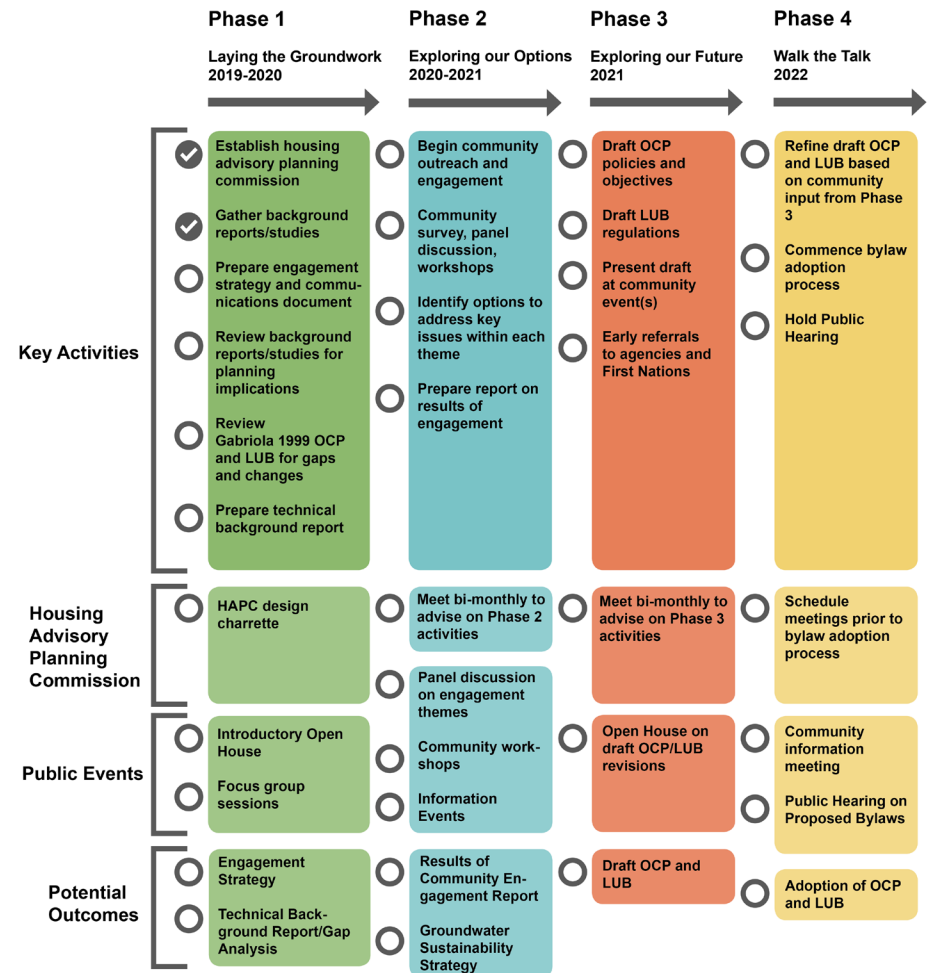 Phase 1
Phase 2
Phase 3
Phase 4
Laying the Groundwork
2019-2020
Exploring our Options
2020-2021
Exploring our Future
2021
Walk the Talk
2022
Key Activities
Establish housing
advisory planning
commission
Gather background
reports/studies
Prepare engagement
strategy and commu-
nications document
Review background
reports/studies for
planning
implications
Review
Gabriola 1999 OCP
and LUB for gaps
and changes
Prepare technical
background report
Begin community
outreach and
engagement
Community
survey, panel
discussion,
workshops
Identify options to
address key
issues within each
theme
Prepare report on
results of
engagement
Draft OCP
policies and
objectives
Draft LUB
regulations
Present draft
at community
event(s)
Early referrals
to agencies and
First Nations
Refine draft OCP
and LUB based
on community
input from Phase
3
Commence bylaw
adoption
process
Hold Public
Hearing
Housing
Advisory
Planning
Commission
HAPC design
charrette
Meet bi-monthly to
advise on Phase 2
activities
Meet bi-monthly to
advise on Phase 3
activities
Schedule
meetings prior to
bylaw adoption
process
Public Events
Introductory Open
House
Focus group
sessions
Panel discussion
on engagement
themes
Community work-
shops
Information
Events
Open House on
draft OCP/LUB
revisions
Community
information
meeting
Public Hearing on
Proposed Bylaws
Potential
Outcomes
Engagement
Strategy
Technical Back-
ground Report/Gap
Analysis
Results of
Community En-
gagement Report
Groundwater
Sustainability
Strategy
Draft OCP and
LUB
Adoption of OCP
and LUB